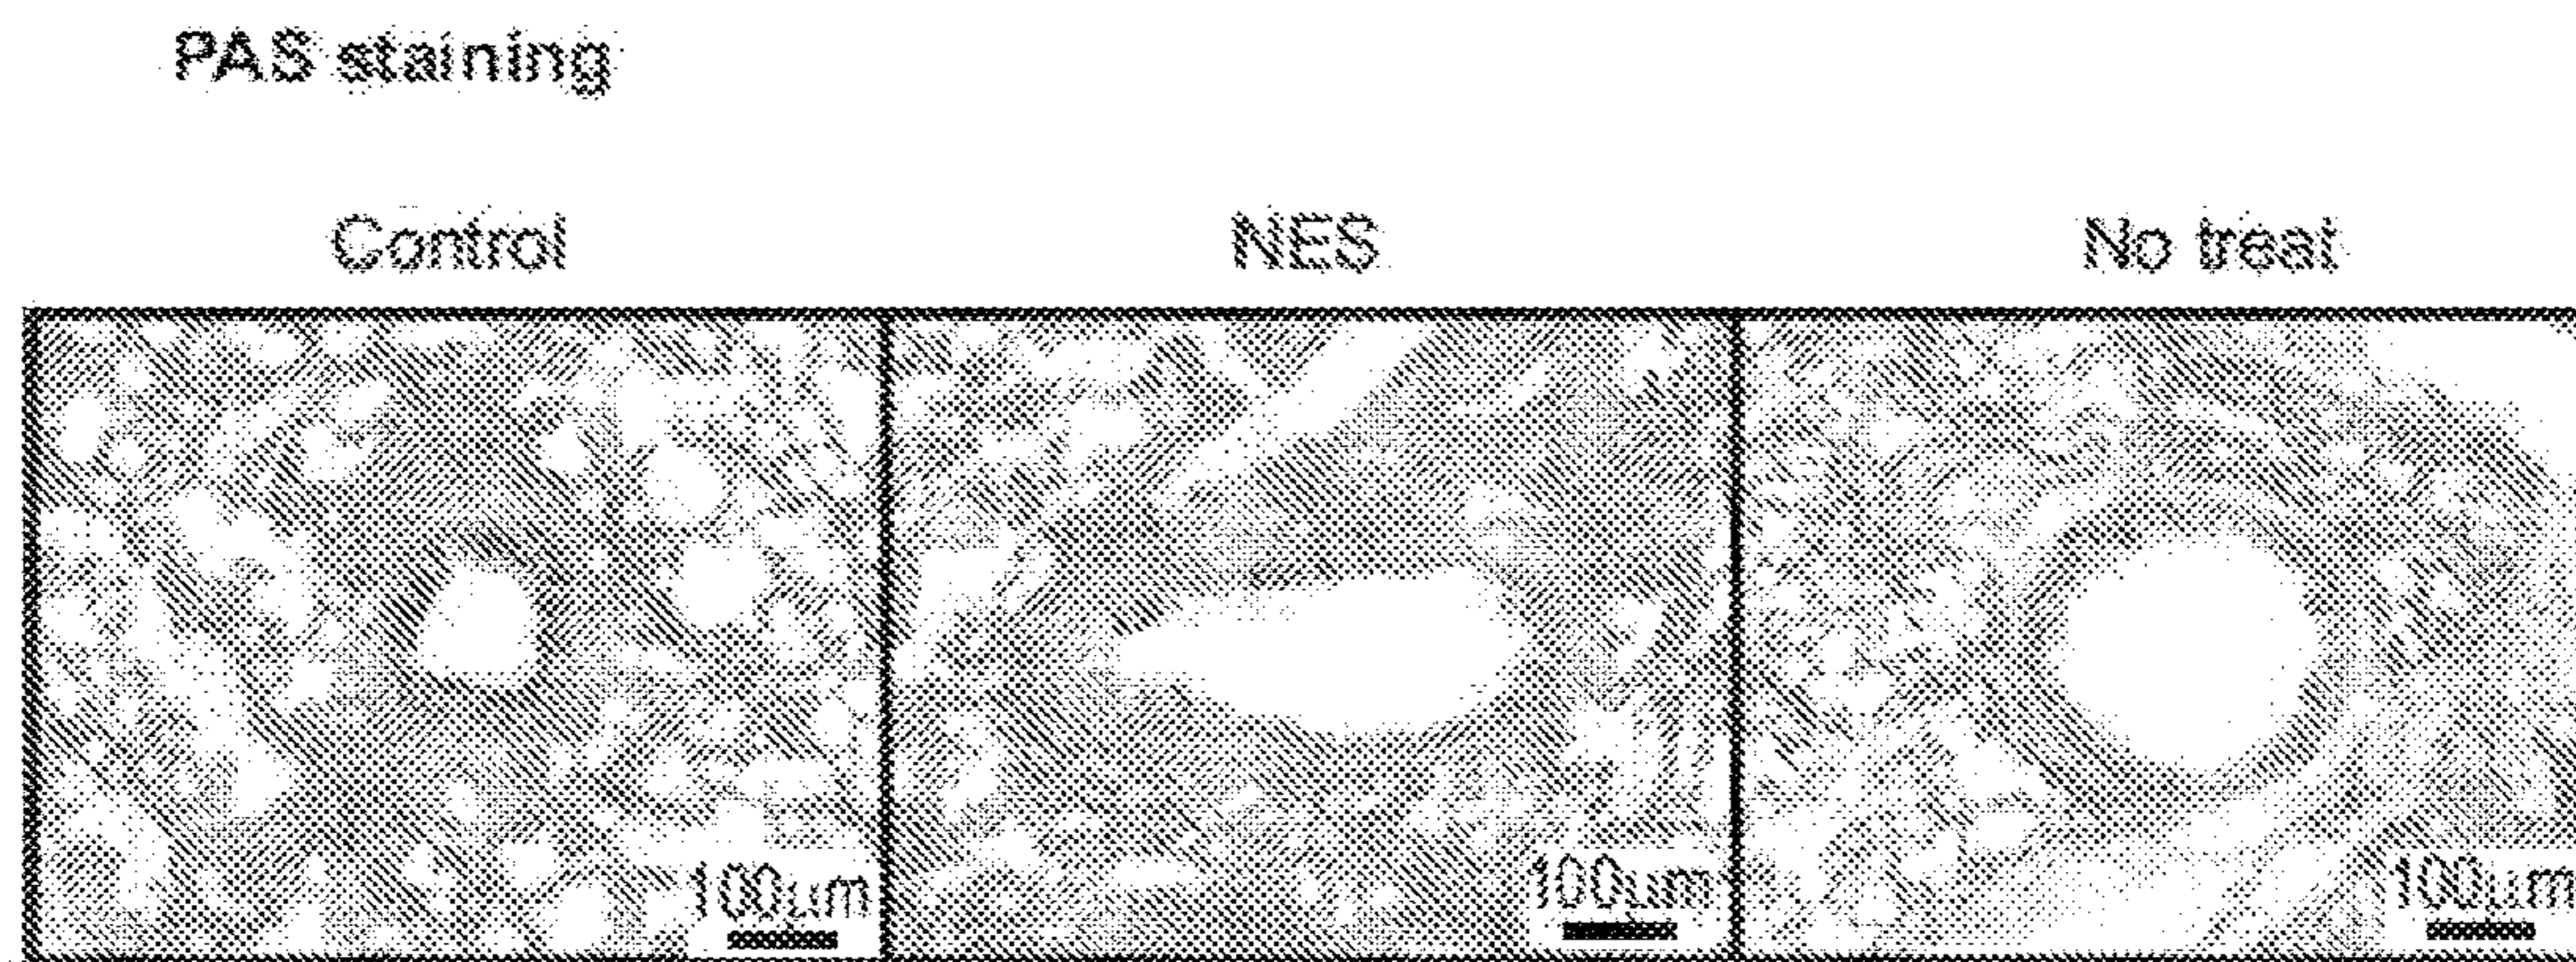 PAS staining
Control NES No treat
100μm 100μm 100μm